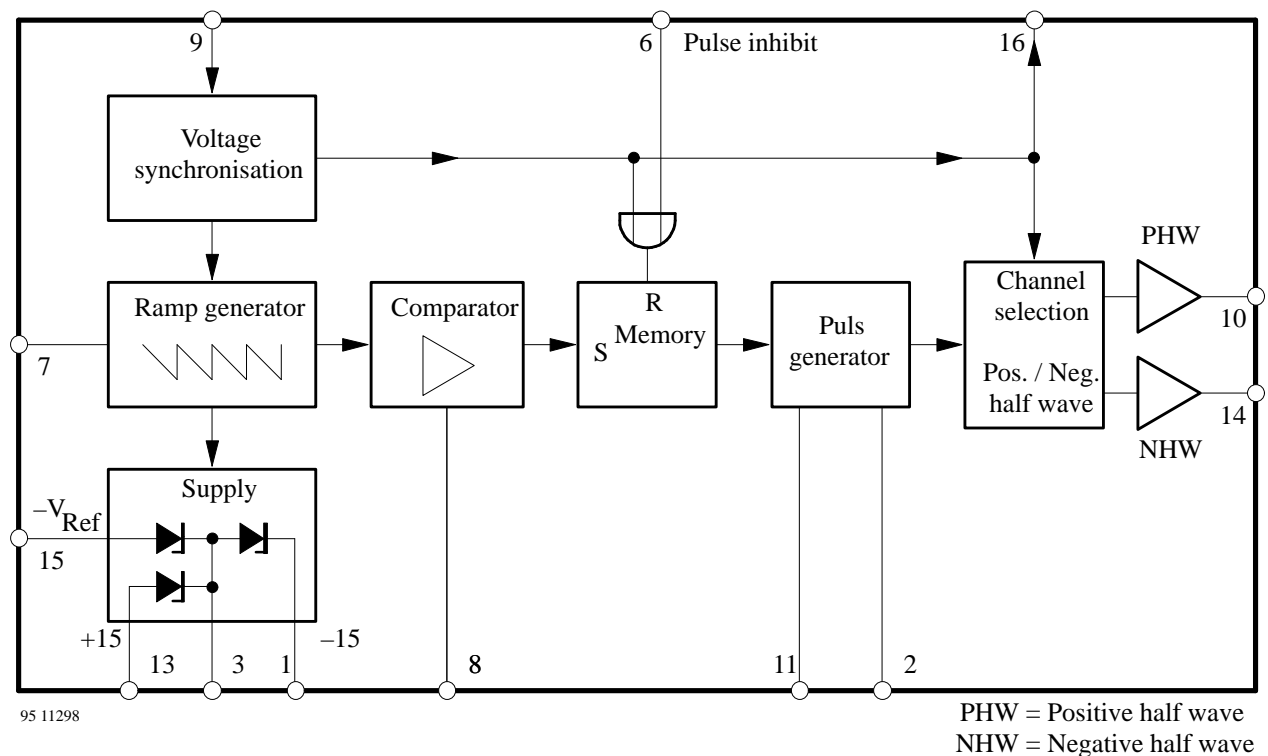 9
6
Pulse inhibit
16
Voltage
synchronisation
PHW
Ramp generator
Comparator
R
Memory
S
Puls
generator
Channel
selection
Pos. / Neg.
half wave
10
7
14
NHW
Supply
–V Ref
15
+15
–15
13
3
1
8
11
2
95 11298
PHW = Positive half wave
NHW = Negative half wave